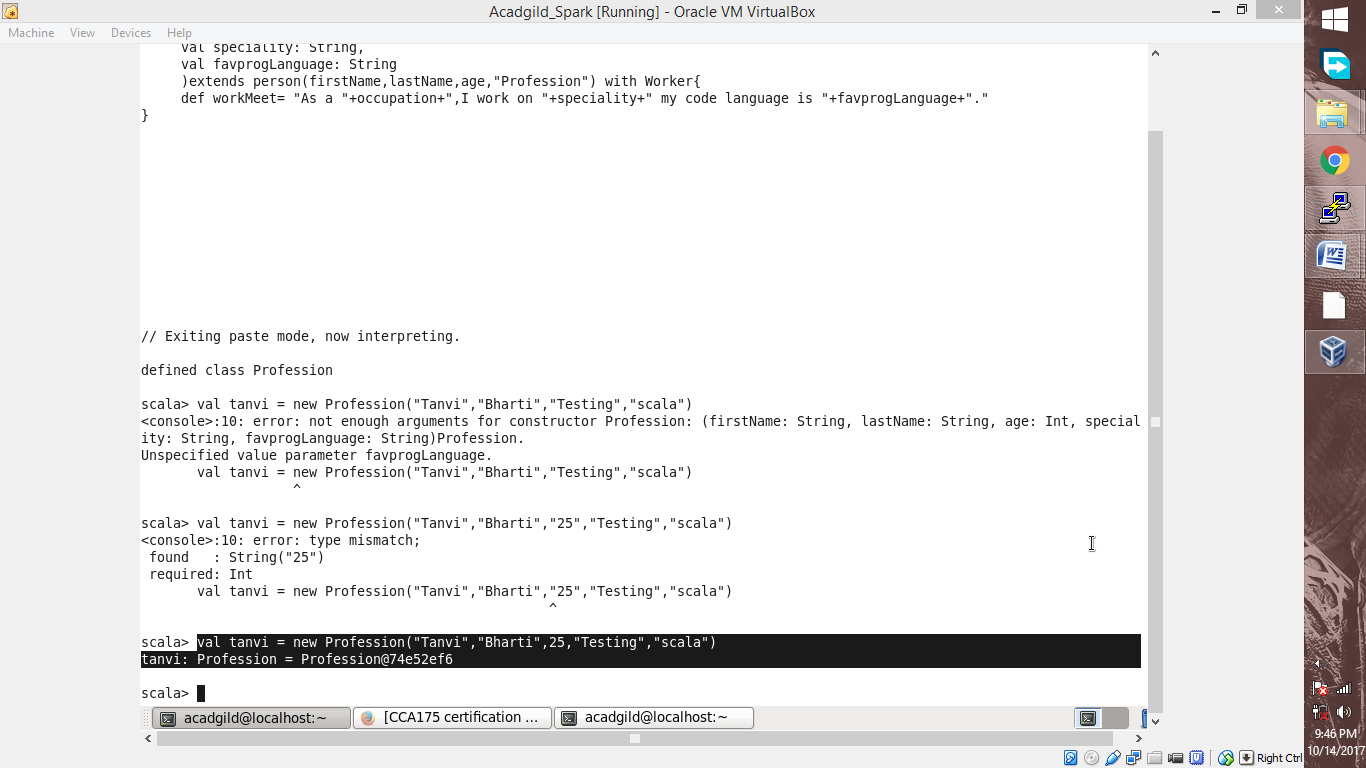 Acadgild_Spark [Running] - Oracle VM VirtualBox
Machine View Devices Help
val speciality: String,
val favprogLanguage: String
)extends person(firstName,lastName,age,"Profession") with Worker{
def workMeet= "As a "+occupation+",I work on "+speciality+" my code language is "+favprogLanguage+"."
}
// Exiting paste mode, now interpreting.
defined class Profession
scala> val tanvi = new Profession("Tanvi","Bharti","Testing","scala")
<console>:10: error: not enough arguments for constructor Profession: (firstName: String, lastName: String, age: Int, special
ity: String, favprogLanguage: String)Profession.
Unspecified value parameter favprogLanguage.
val tanvi = new Profession("Tanvi","Bharti","Testing","scala")
^
scala> val tanvi = new Profession("Tanvi","Bharti","25","Testing","scala")
<console>:10: error: type mismatch;
found   : String("25")
required: Int
val tanvi = new Profession("Tanvi","Bharti","25","Testing","scala")
^
scala> val tanvi = new Profession("Tanvi","Bharti",25,"Testing","scala")
tanvi: Profession = Profession@74e52ef6
scala>
acadgild@localhost:~ [CCA175 certification ... acadgild@localhost:~
9:46 PM
10/14/2017
Right Ctrl